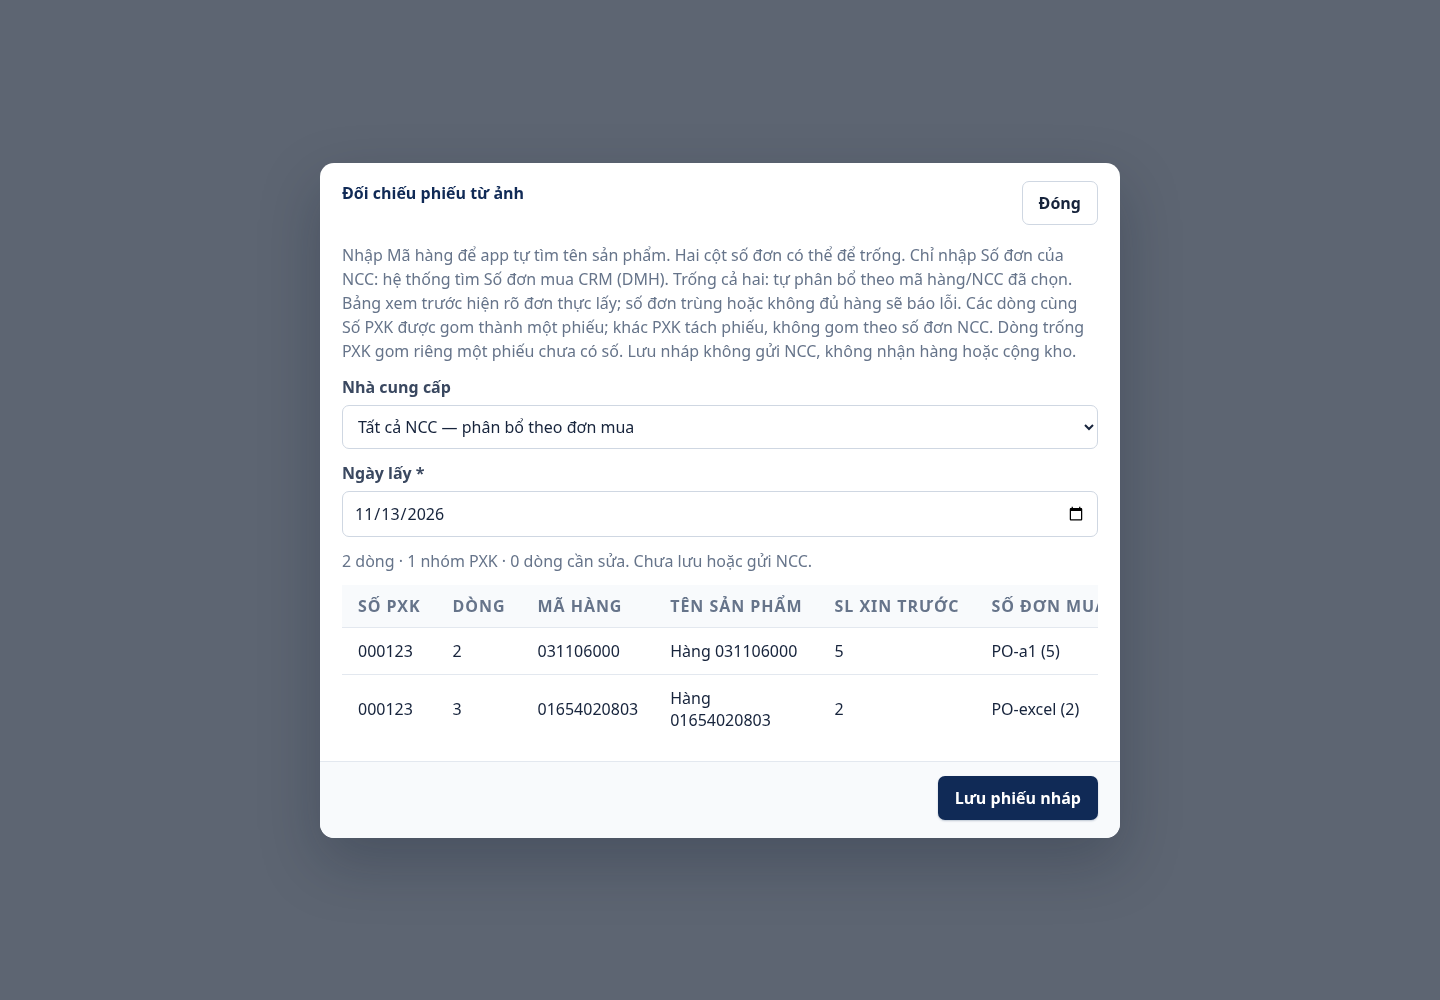 Đối chiếu phiếu từ ảnh
Đóng
Nhập Mã hàng để app tự tìm tên sản phẩm. Hai cột số đơn có thể để trống. Chỉ nhập Số đơn của
NCC: hệ thống tìm Số đơn mua CRM (DMH). Trống cả hai: tự phân bổ theo mã hàng/NCC đã chọn.
Bảng xem trước hiện rõ đơn thực lấy; số đơn trùng hoặc không đủ hàng sẽ báo lỗi. Các dòng cùng
Số PXK được gom thành một phiếu; khác PXK tách phiếu, không gom theo số đơn NCC. Dòng trống
PXK gom riêng một phiếu chưa có số. Lưu nháp không gửi NCC, không nhận hàng hoặc cộng kho.
Nhà cung cấp
Tất cả NCC — phân bổ theo đơn mua
Ngày lấy *
11/13/2026
2 dòng · 1 nhóm PXK · 0 dòng cần sửa. Chưa lưu hoặc gửi NCC.
SỐ PXK DÒNG MÃ HÀNG TÊN SẢN PHẨM SL XIN TRƯỚC SỐ ĐƠN MUA
000123 2 031106000 Hàng 031106000 5 PO-a1 (5)
000123 3 01654020803 Hàng 01654020803 2 PO-excel (2)
Lưu phiếu nháp